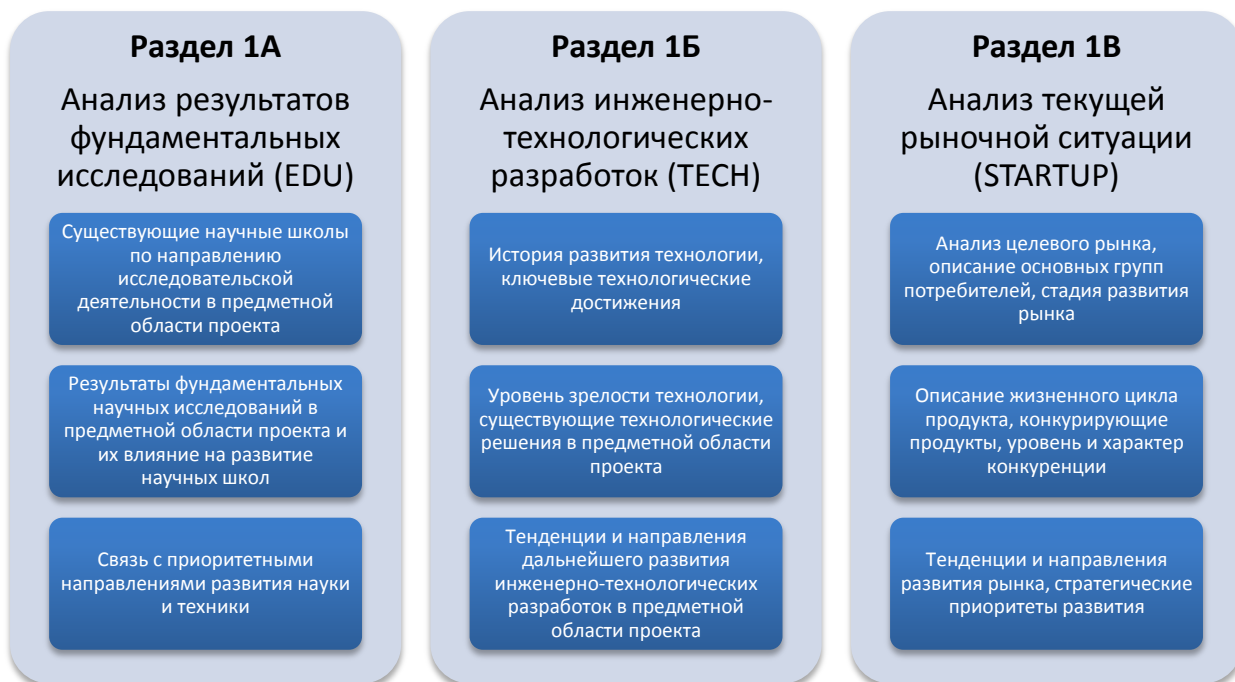 Раздел 1А
Анализ результатов
фундаментальных
исследований (EDU)
Существующие научные школы
по направлению
исследовательской
деятельности в предметной
области проекта
Результаты фундаментальных
научных исследований в
предметной области проекта и
их влияние на развитие
научных школ
Связь с приоритетными
направлениями развития науки
и техники
Раздел 1Б
Анализ инженерно-
технологических
разработок (TECH)
История развития технологии,
ключевые технологические
достижения
Уровень зрелости технологии,
существующие технологические
решения в предметной области
проекта
Тенденции и направления
дальнейшего развития
инженерно-технологических
разработок в предметной
области проекта
Раздел 1В
Анализ текущей
рыночной ситуации
(STARTUP)
Анализ целевого рынка,
описание основных групп
потребителей, стадия развития
рынка
Описание жизненного цикла
продукта, конкурирующие
продукты, уровень и характер
конкуренции
Тенденции и направления
развития рынка, стратегические
приоритеты развития